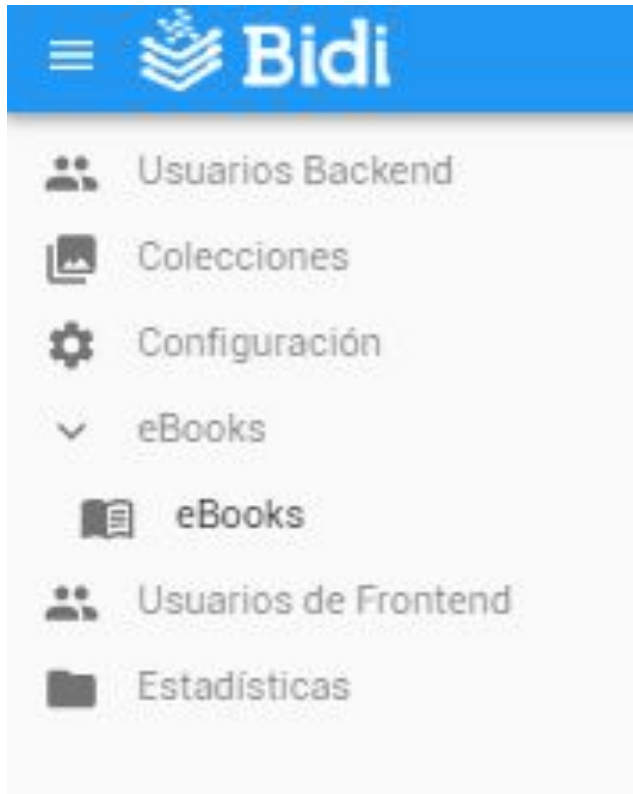 Bidi
Usuarios Backend
Colecciones
Configuración
eBooks
eBooks
Usuarios de Frontend
Estadísticas